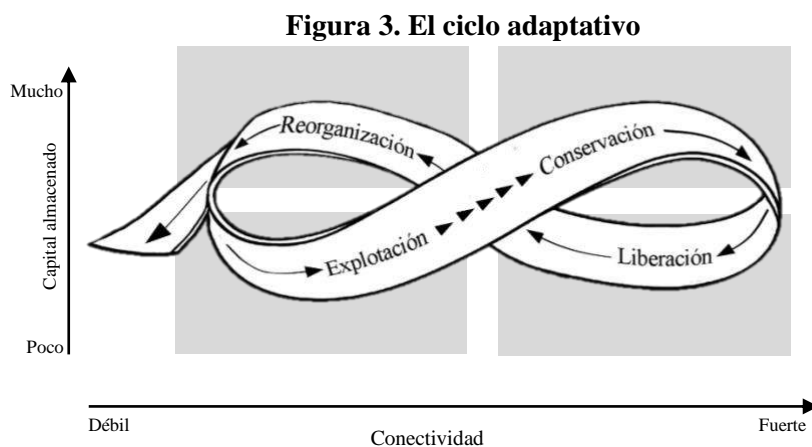 Figura 3. El ciclo adaptativo
Mucho
Capital almacenado
Poco
Reorganización
Conservación
Explotación
Liberación
Débil
Conectividad
Fuerte